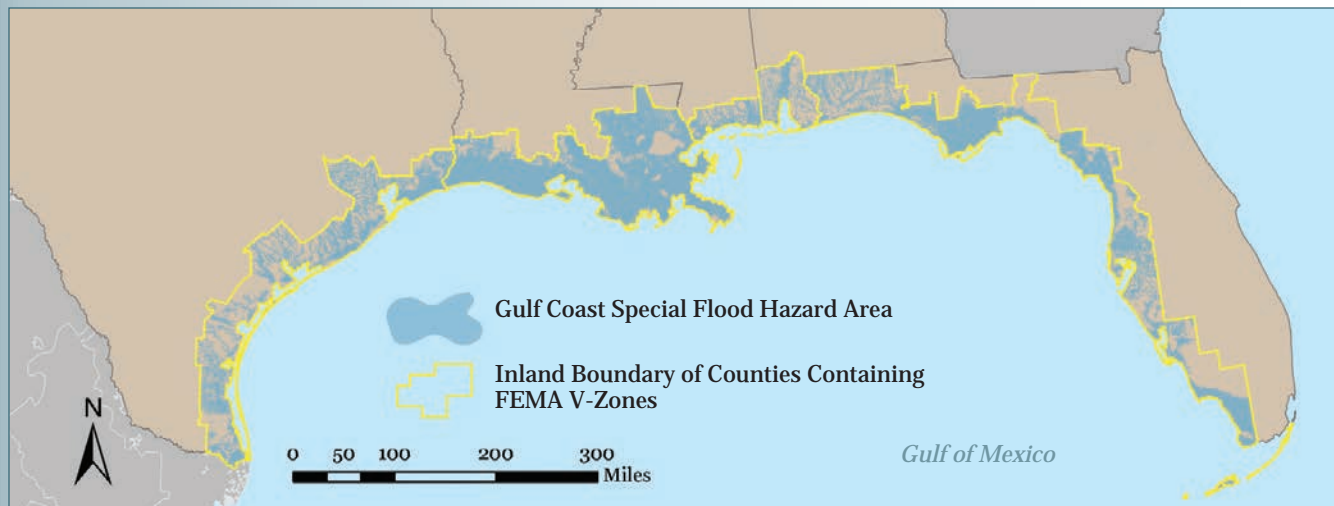 Gulf Coast Special Flood Hazard Area
Inland Boundary of Counties Containing
FEMA V-Zones
N
0 50 100 200 300
Miles
Gulf of Mexico